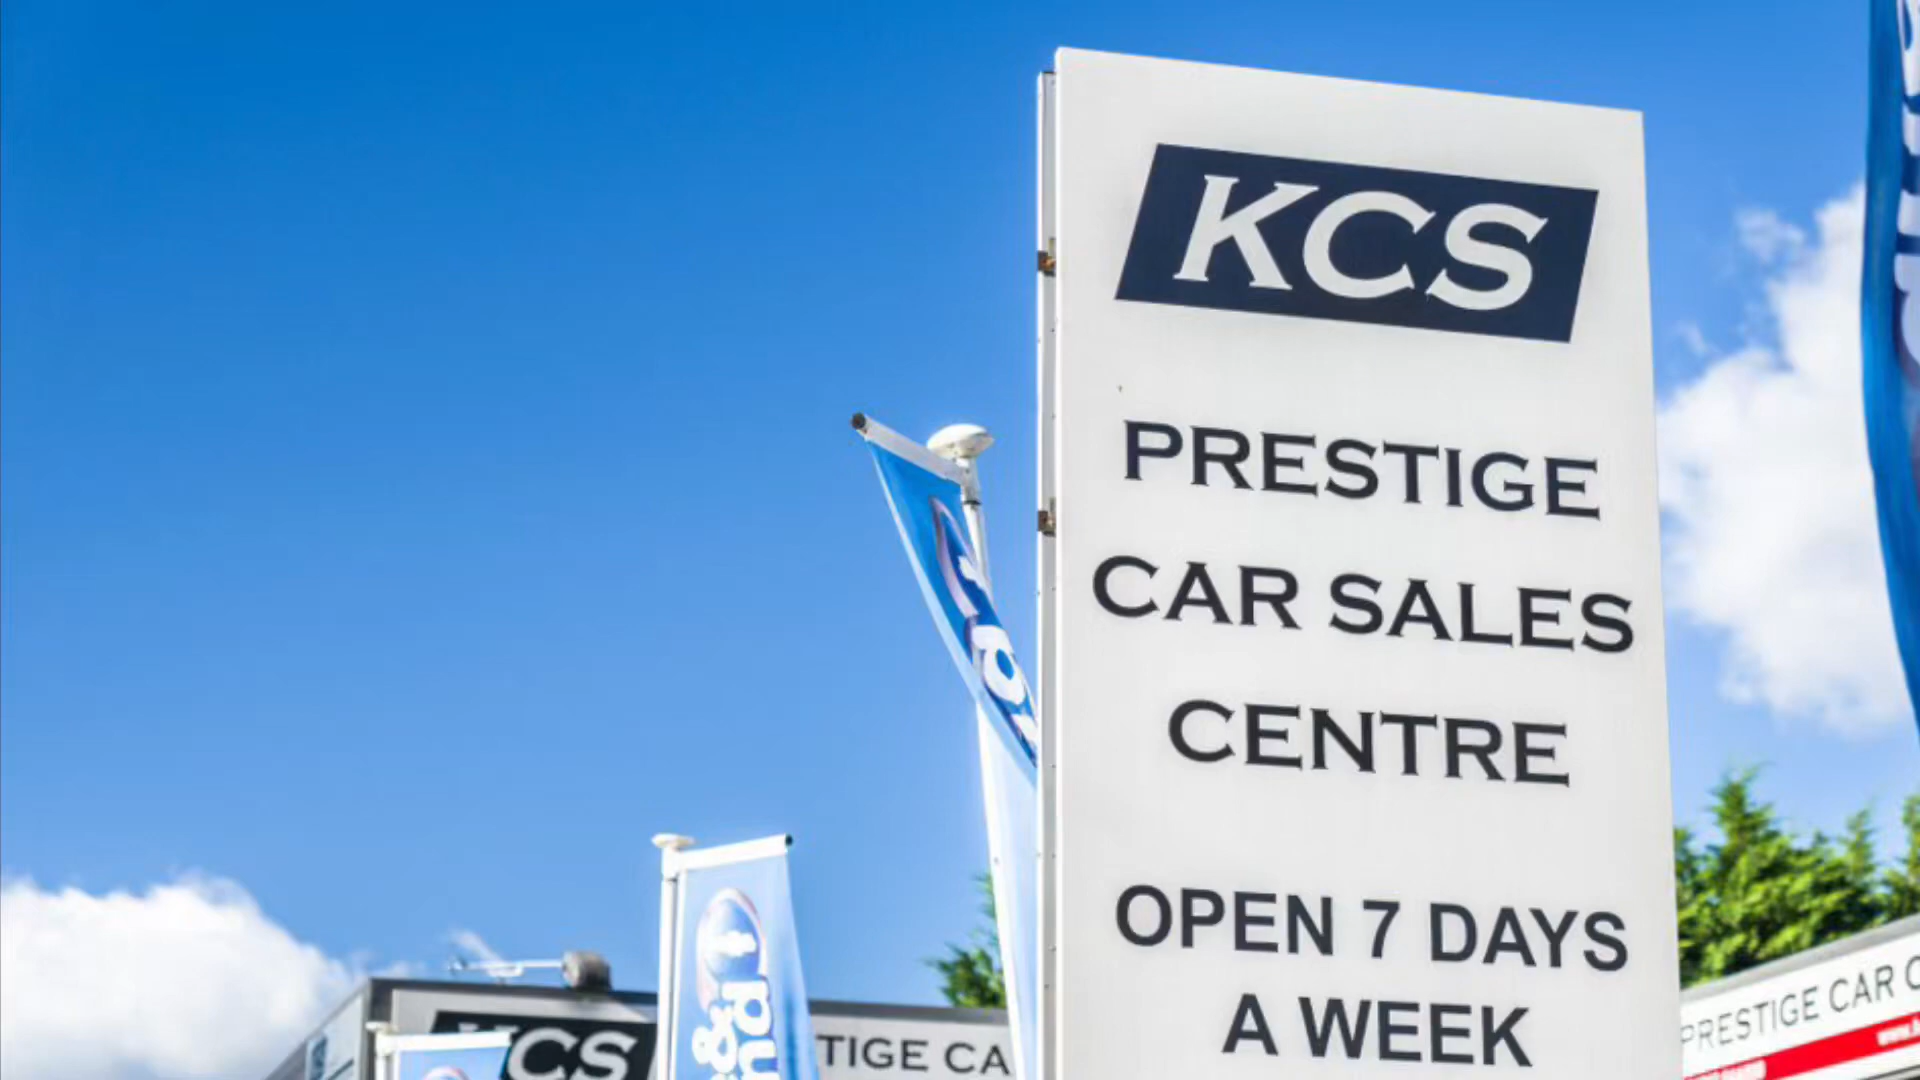 KCS
PRESTIGE
CAR SALES
CENTRE
OPEN 7 DAYS
A WEEK
KCS
TIGE CA
PRESTIGE CAR C